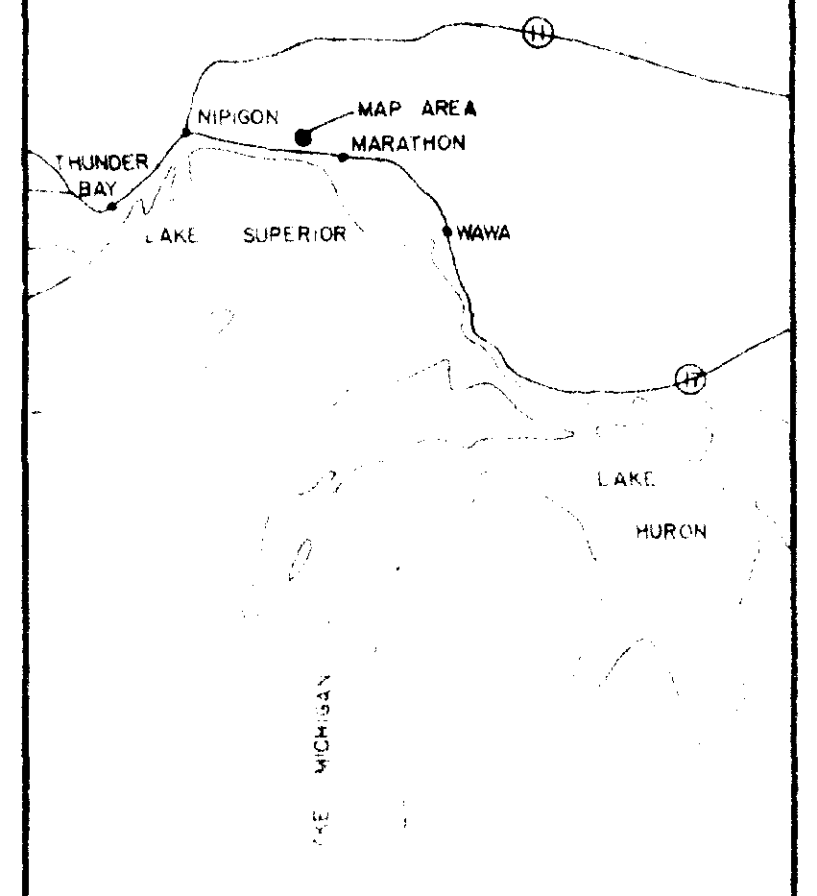 11
NIPIGON
MAP AREA
MARATHON
THUNDER
BAY
LAKE SUPERIOR
WAWA
17
LAKE
HURON
MICHIGAN